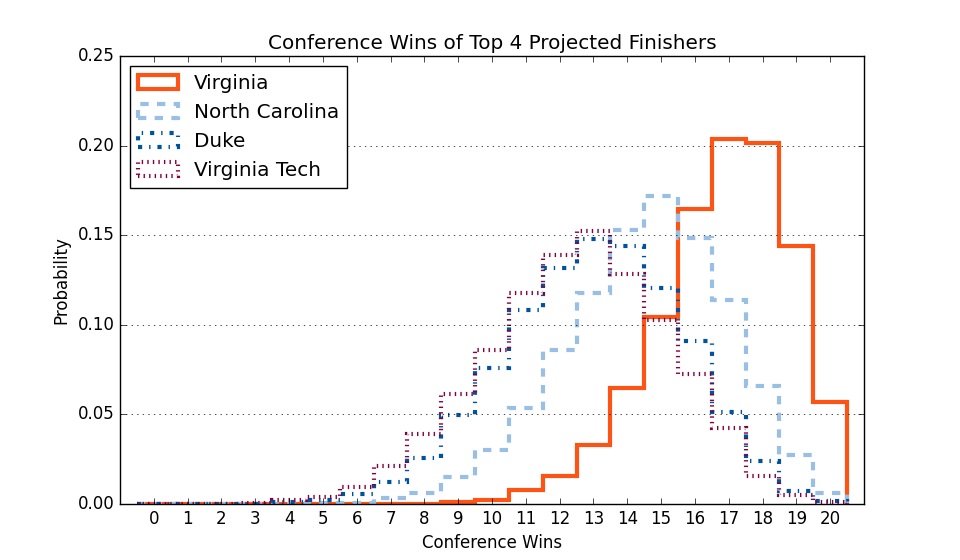 Conference Wins of Top 4 Projected Finishers
0.25
0.20
0.15
0.10
0.05
0.00
Probability
Virginia
North Carolina
Duke
Virginia Tech
0 1 2 3 4 5 6 7 8 9 10 11 12 13 14 15 16 17 18 19 20
Conference Wins